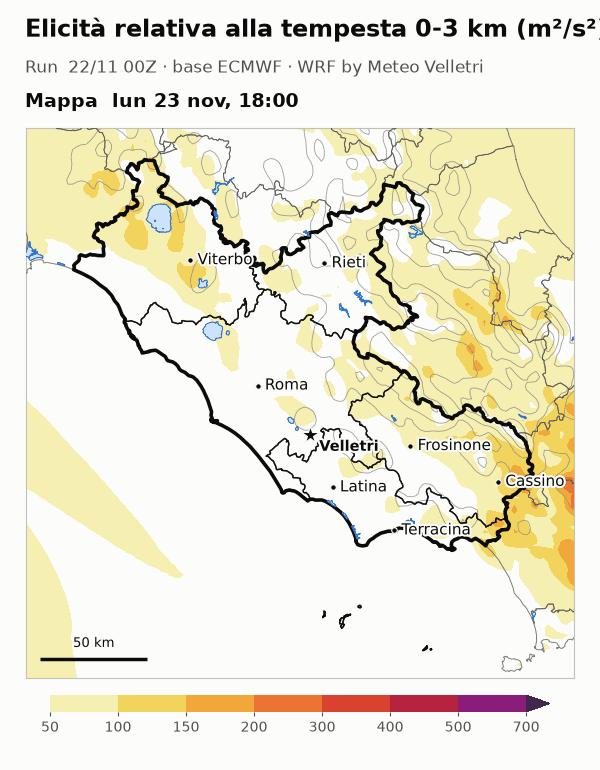 Elicità relativa alla tempesta 0-3 km (m²/s²)
Run 22/11 00Z · base ECMWF · WRF by Meteo Velletri
Mappa lun 23 nov, 18:00
Viterbo
Rieti
Roma
Velletri
Frosinone
Cassino
Latina
Terracina
50 km
50 100 150 200 300 400 500 700